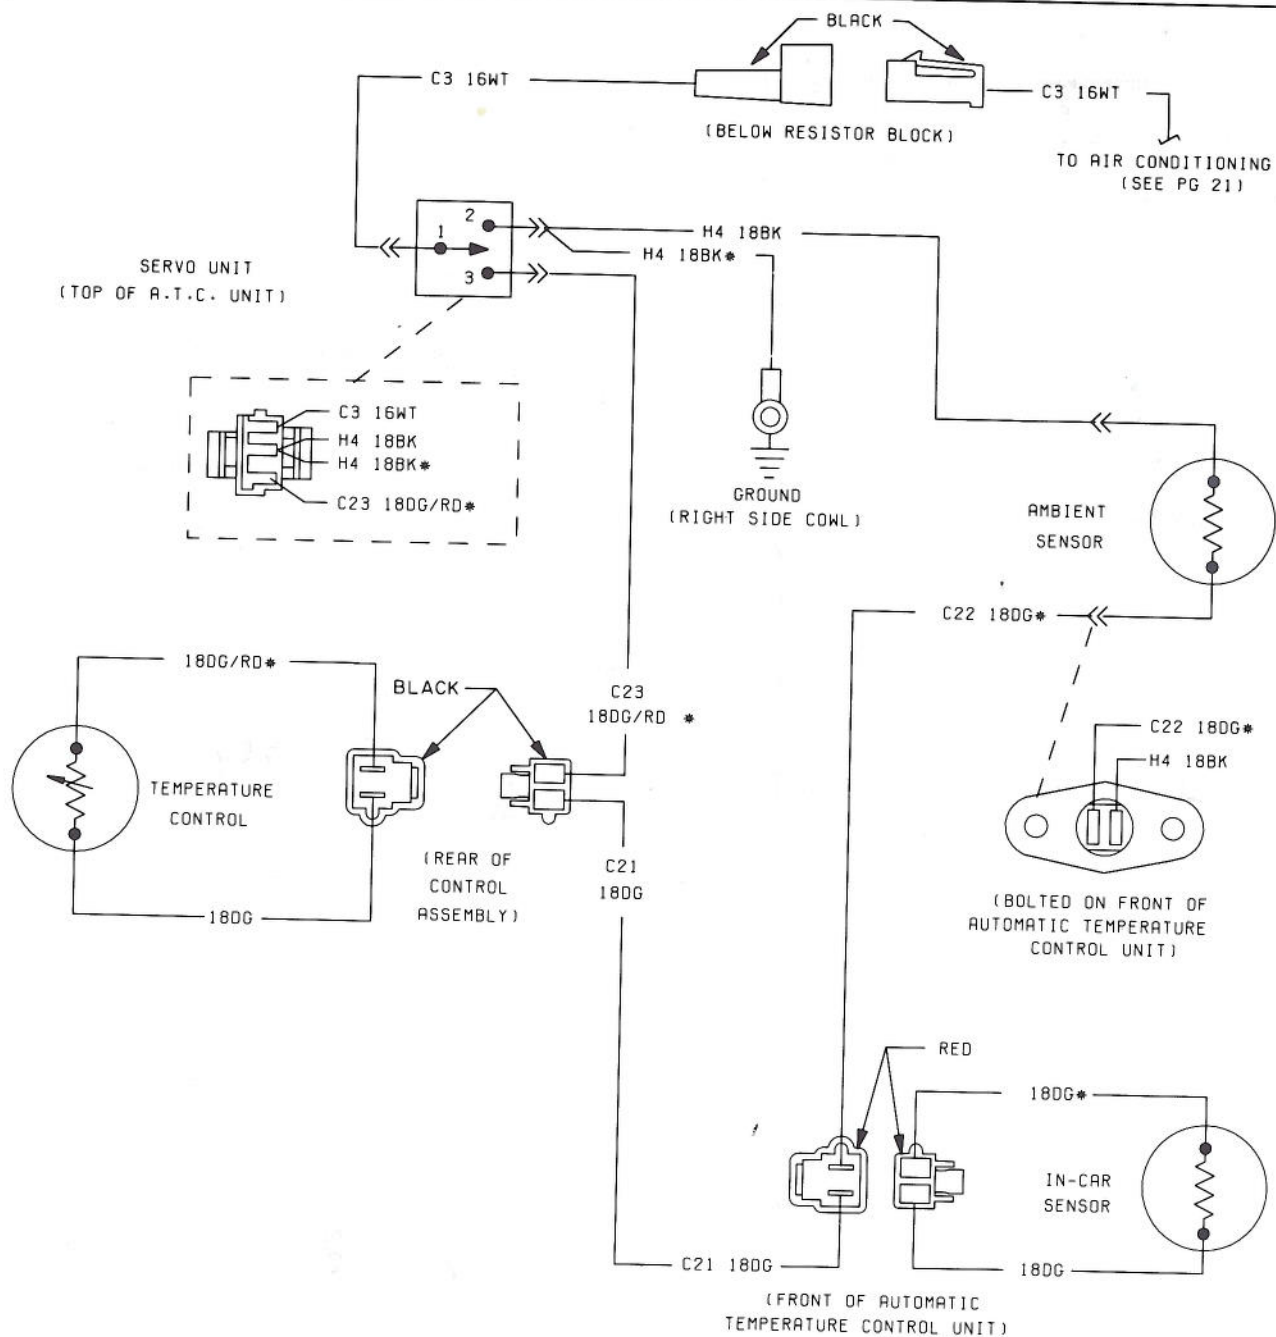 BLACK
C3 16WT
C3 16WT
(BELOW RESISTOR BLOCK)
TO AIR CONDITIONING
(SEE PG 21)
2
1
3
H4 18BK
H4 18BK*
SERVO UNIT
(TOP OF A.T.C. UNIT)
C3 16WT
H4 18BK
H4 18BK*
C23 18DG/RD*
GROUND
(RIGHT SIDE COWL)
AMBIENT
SENSOR
C22 18DG*
18DG/RD*
BLACK
C23
18DG/RD *
C22 18DG*
H4 18BK
TEMPERATURE
CONTROL
(REAR OF
CONTROL
ASSEMBLY)
C21
18DG
18DG
(BOLTED ON FRONT OF
AUTOMATIC TEMPERATURE
CONTROL UNIT)
RED
18DG*
IN-CAR
SENSOR
C21 18DG
18DG
(FRONT OF AUTOMATIC
TEMPERATURE CONTROL UNIT)